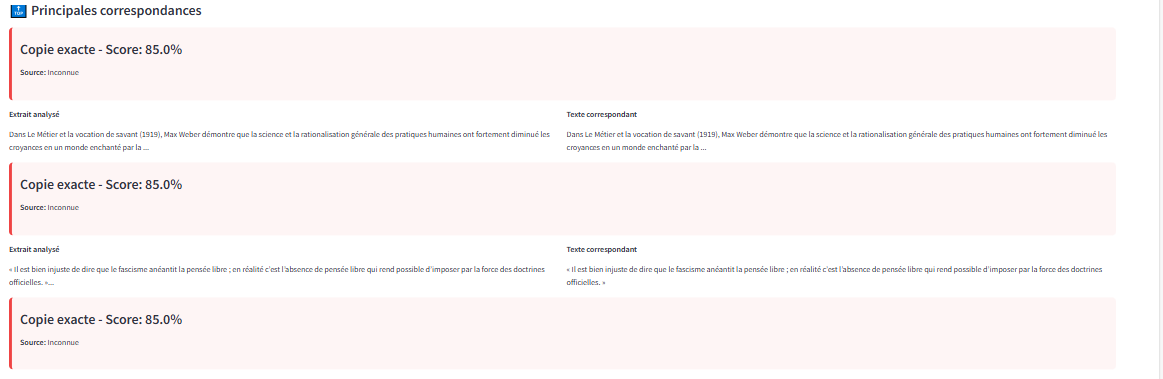 TOP Principales correspondances
Copie exacte - Score: 85.0%
Source: Inconnue
Extrait analysé
Texte correspondant
Dans Le Métier et la vocation de savant (1919), Max Weber démontre que la science et la rationalisation générale des pratiques humaines ont fortement diminué les
croyances en un monde enchanté par la ...
Dans Le Métier et la vocation de savant (1919), Max Weber démontre que la science et la rationalisation générale des pratiques humaines ont fortement diminué les
croyances en un monde enchanté par la ...
Copie exacte - Score: 85.0%
Source: Inconnue
Extrait analysé
Texte correspondant
« Il est bien injuste de dire que le fascisme anéantit la pensée libre ; en réalité c'est l'absence de pensée libre qui rend possible d'imposer par la force des doctrines
officielles. »...
« Il est bien injuste de dire que le fascisme anéantit la pensée libre ; en réalité c'est l'absence de pensée libre qui rend possible d'imposer par la force des doctrines
officielles. »
Copie exacte - Score: 85.0%
Source: Inconnue